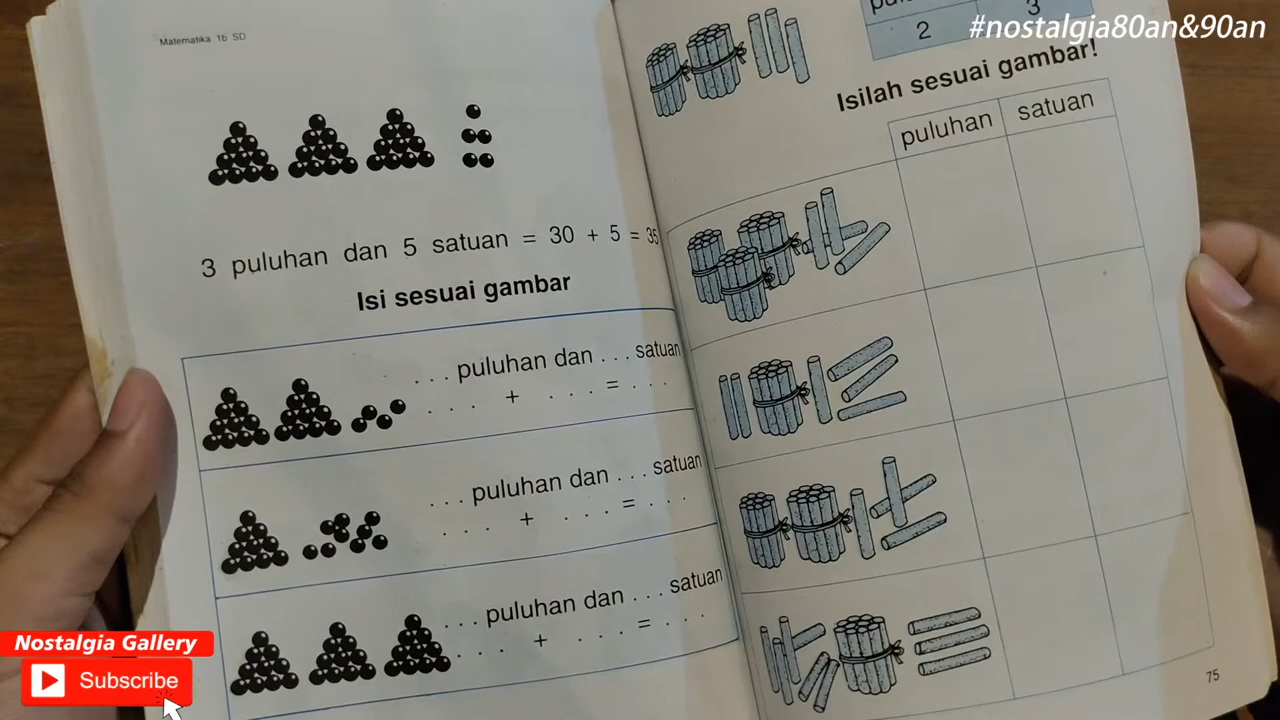 Matematika 1b SD
3 puluhan dan 5 satuan = 30 + 5 = 35
Isi sesuai gambar
. . . puluhan dan . . . satuan
. . . + . . . = . . .
. . . puluhan dan . . . satuan
. . . + . . . = . . .
. . . puluhan dan . . . satuan
. . . + . . . = . . .
2 3
#nostalgia80an&90an
Isilah sesuai gambar!
puluhan satuan
75
Nostalgia Gallery
Subscribe